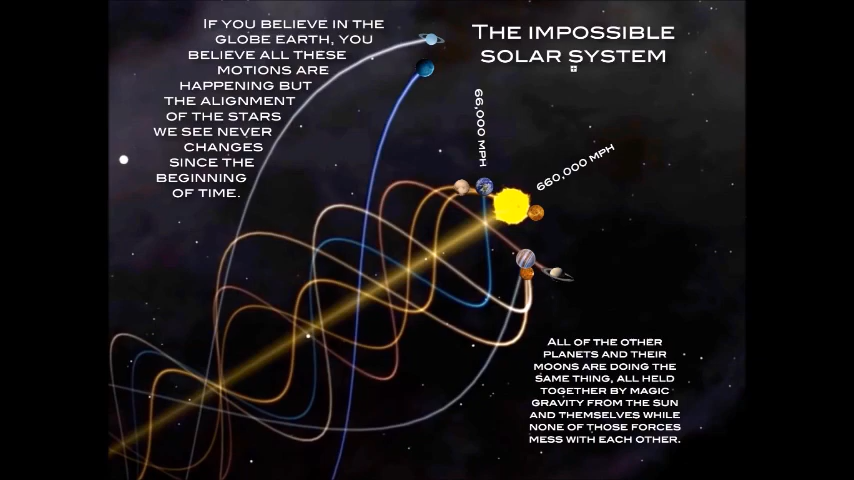 If you believe in the
globe earth, you
believe all these
motions are
happening but
the alignment
of the stars
we see never
changes
since the
beginning
of time.
The impossible
solar system
66,000 mph
660,000 mph
All of the other
planets and their
moons are doing the
same thing, all held
together by magic
gravity from the sun
and themselves while
none of those forces
mess with each other.